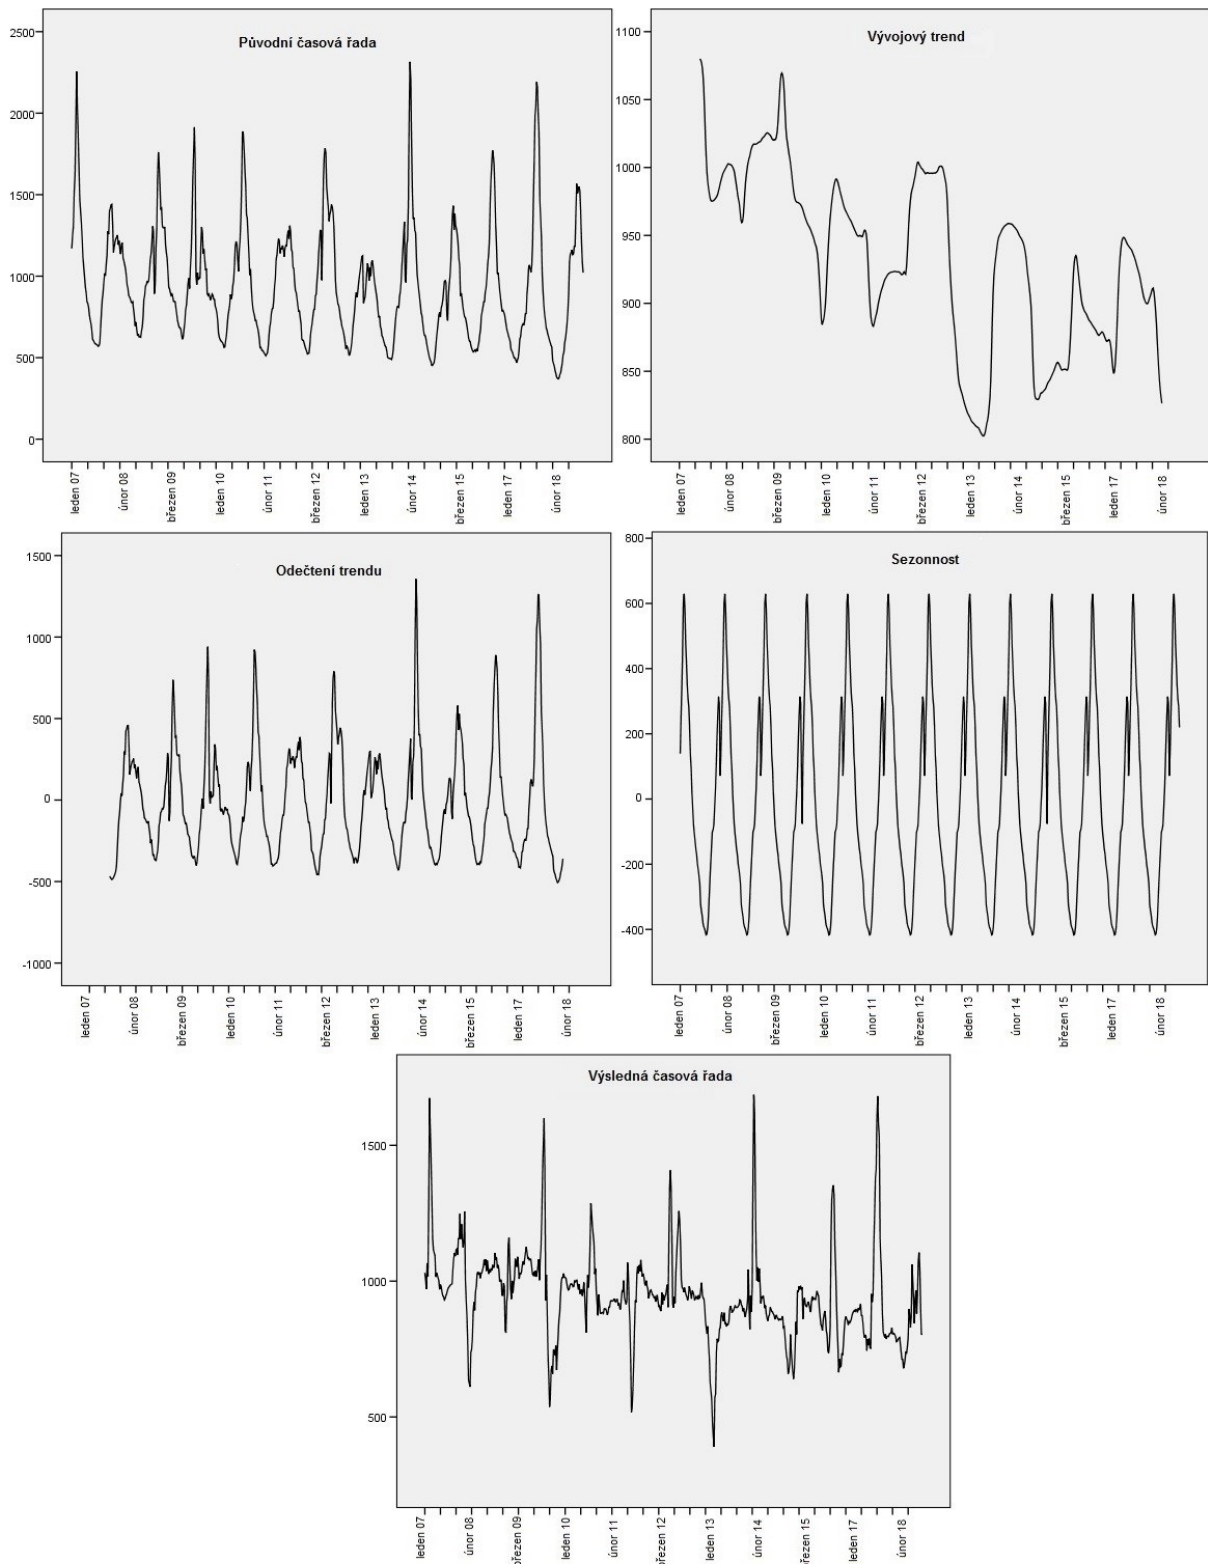 Původní časová řada
2500
2000
1500
1000
500
0
leden 07
únor 08
březen 09
leden 10
únor 11
březen 12
leden 13
únor 14
březen 15
leden 17
únor 18
Vývojový trend
1100
1050
1000
950
900
850
800
leden 07
únor 08
březen 09
leden 10
únor 11
březen 12
leden 13
únor 14
březen 15
leden 17
únor 18
Odečtení trendu
1500
1000
500
0
-500
-1000
leden 07
únor 08
březen 09
leden 10
únor 11
březen 12
leden 13
únor 14
březen 15
leden 17
únor 18
Sezonnost
800
600
400
200
0
-200
-400
leden 07
únor 08
březen 09
leden 10
únor 11
březen 12
leden 13
únor 14
březen 15
leden 17
únor 18
Výsledná časová řada
1500
1000
500
leden 07
únor 08
březen 09
leden 10
únor 11
březen 12
leden 13
únor 14
březen 15
leden 17
únor 18